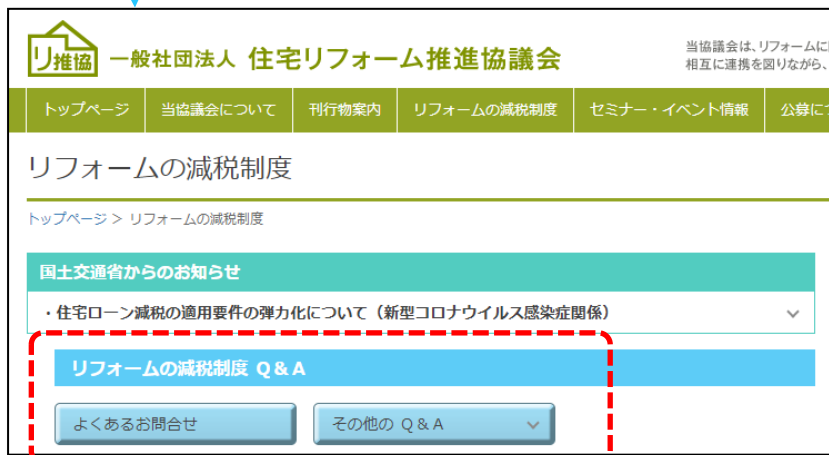 リ推協 一般社団法人 住宅リフォーム推進協議会
当協議会は、リフォームに
相互に連携を図りながら、
トップページ 当協議会について 刊行物案内 リフォームの減税制度 セミナー・イベント情報 公募に
リフォームの減税制度
トップページ > リフォームの減税制度
国土交通省からのお知らせ
・住宅ローン減税の適用要件の弾力化について（新型コロナウイルス感染症関係）
リフォームの減税制度 Q&A
よくあるお問合せ その他の Q&A